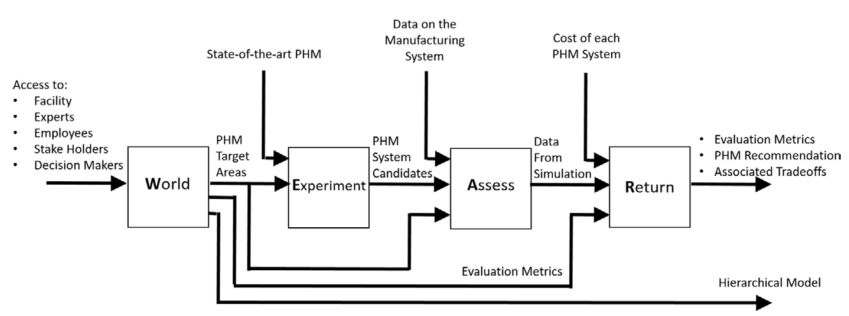 Data on the
Manufacturing
System
Cost of each
PHM System
State-of-the-art PHM
Access to:
• Facility
• Experts
• Employees
• Stake Holders
• Decision Makers
PHM
Target
Areas
PHM
System
Candidates
Data
From
Simulation
• Evaluation Metrics
• PHM Recommendation
• Associated Tradeoffs
World
Experiment
Assess
Return
Evaluation Metrics
Hierarchical Model